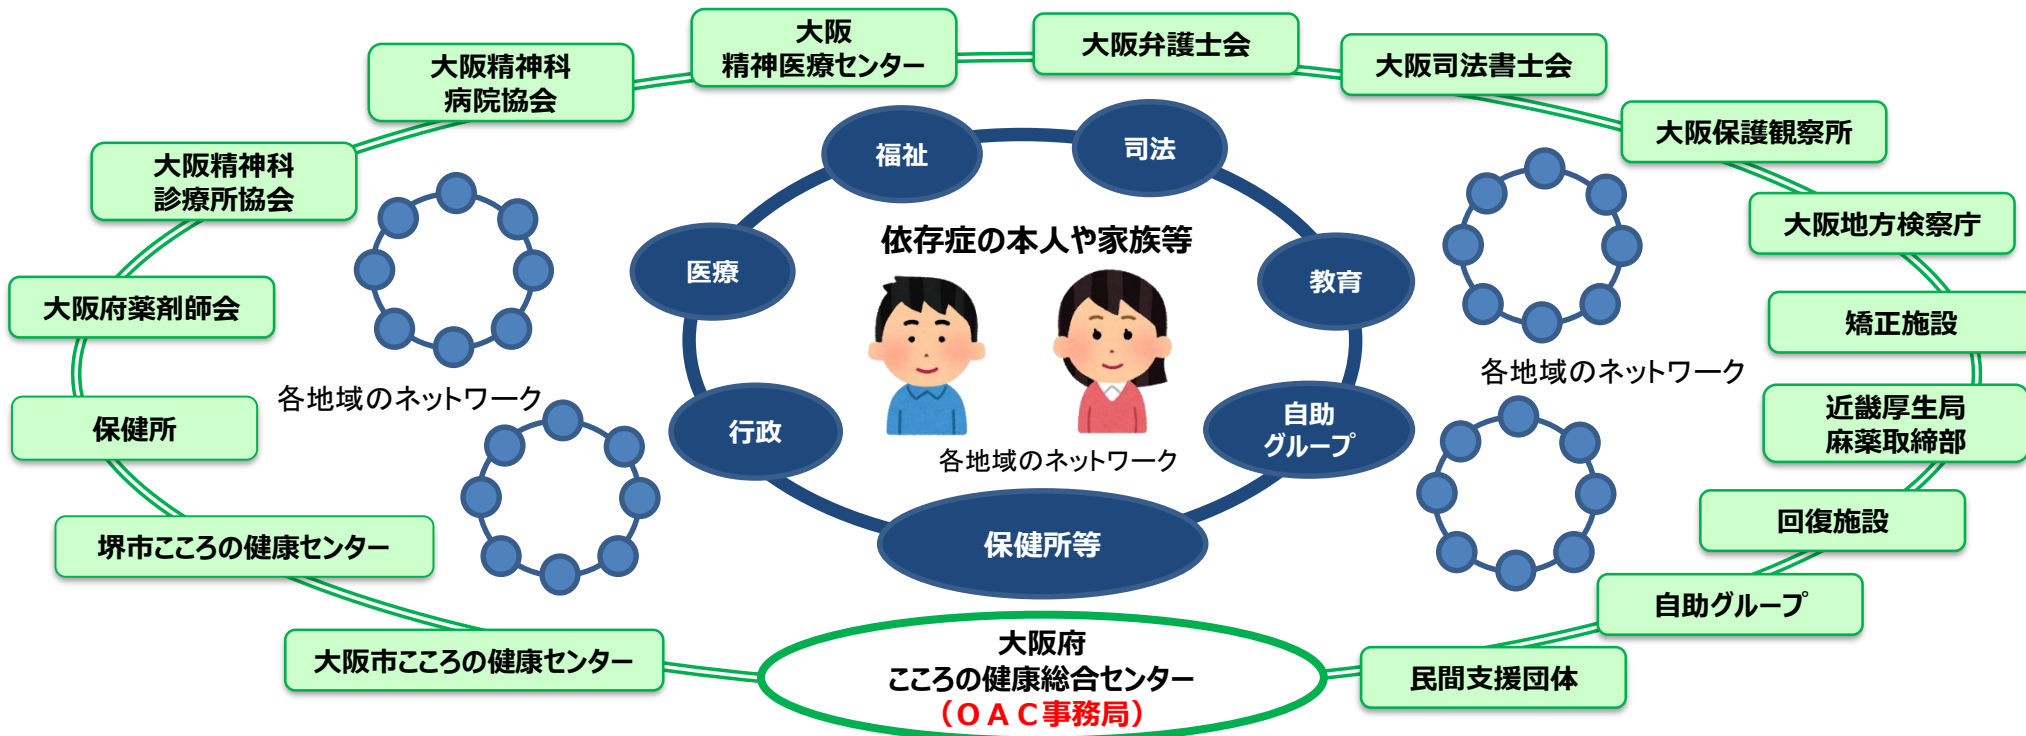 大阪
精神医療センター
大阪弁護士会
大阪精神科
病院協会
大阪司法書士会
大阪保護観察所
大阪精神科
診療所協会
大阪地方検察庁
大阪府薬剤師会
矯正施設
保健所
近畿厚生局
麻薬取締部
堺市こころの健康センター
回復施設
大阪市こころの健康センター
自助グループ
民間支援団体
大阪府
こころの健康総合センター
（ＯＡＣ事務局）
福祉
司法
医療
教育
行政
自助
グループ
保健所等
依存症の本人や家族等
各地域のネットワーク
各地域のネットワーク
各地域のネットワーク